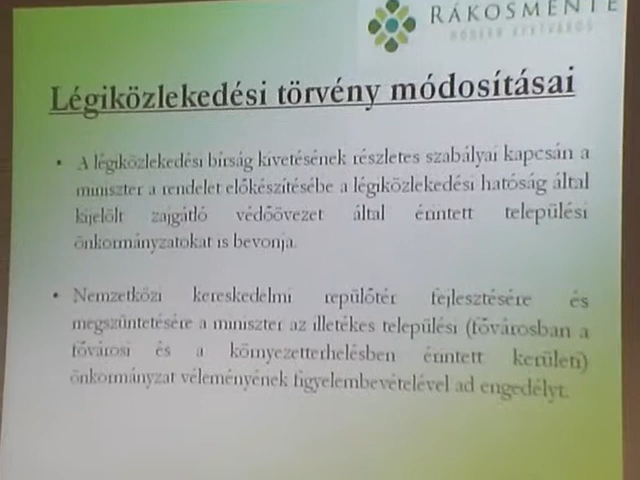 RÁKOSMENTE
MODERN KERTVÁROS
Légiközlekedési törvény módosításai
• A légiközlekedési bírság kivetésének részletes szabályai kapcsán a
miniszter a rendelet előkészítésébe a légiközlekedési hatóság által
kijelölt zajgátló védőövezet által érintett települési
önkormányzatokat is bevonja.
• Nemzetközi kereskedelmi repülőtér fejlesztésére és
megszüntetésére a miniszter az illetékes települési (fővárosban a
fővárosi és a környezetterhelésben érintett kerületi)
önkormányzat véleményének figyelembevételével ad engedélyt.